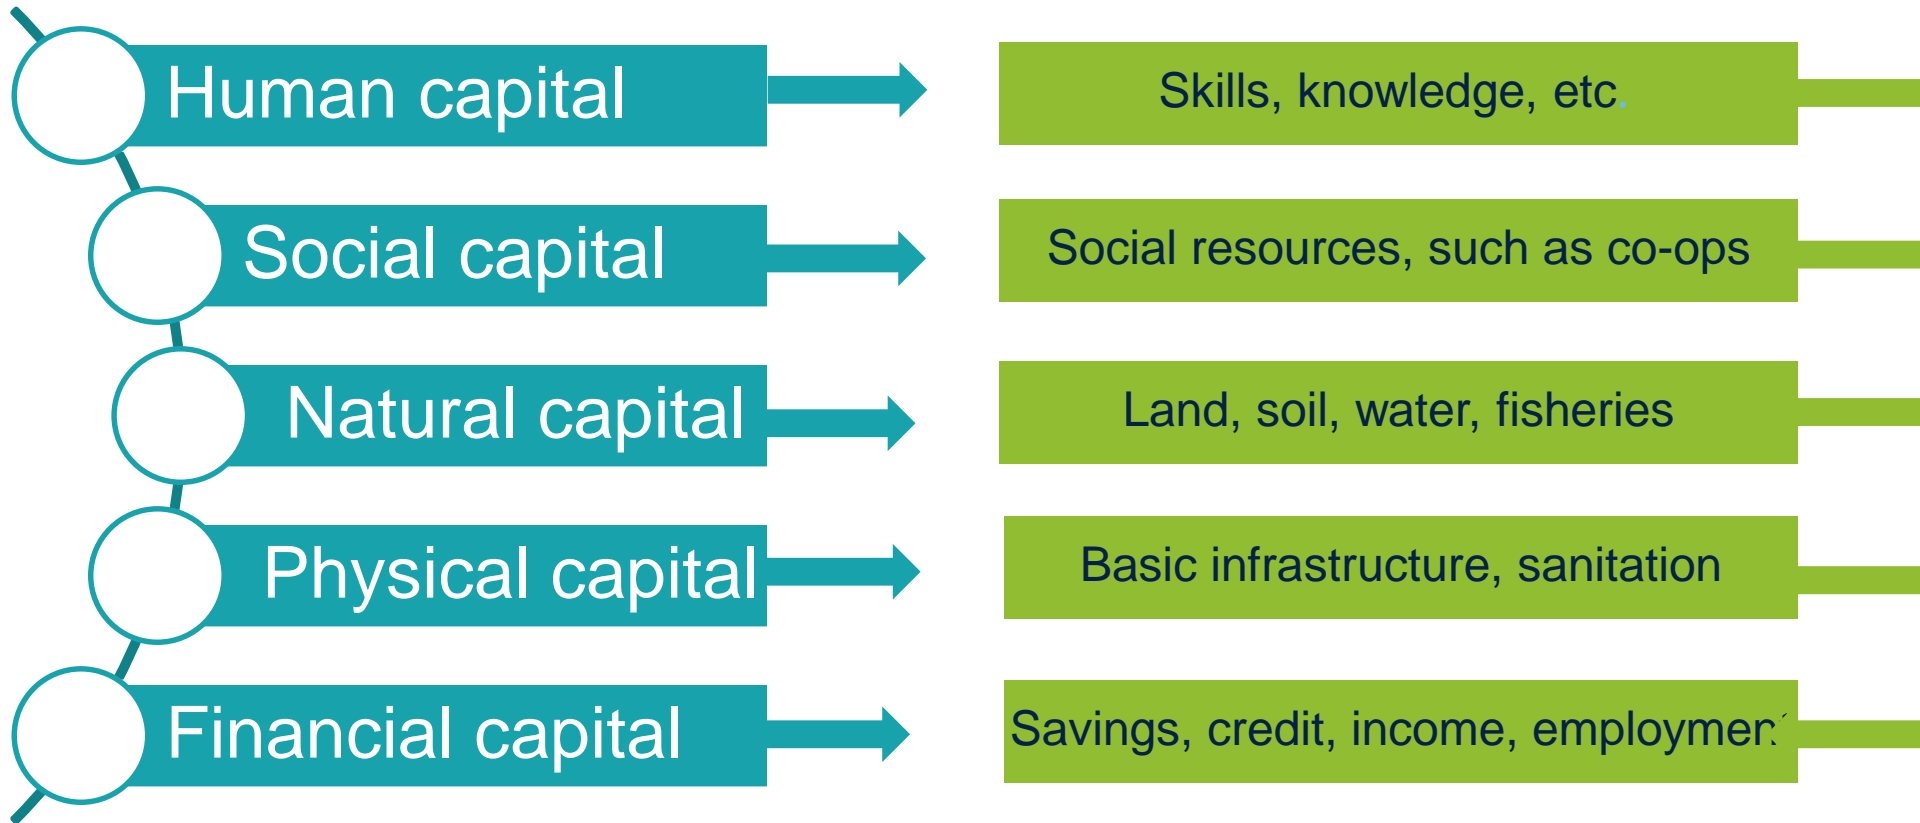 Human capital
Skills, knowledge, etc.
Social capital
Social resources, such as co-ops
Natural capital
Land, soil, water, fisheries
Physical capital
Basic infrastructure, sanitation
Financial capital
Savings, credit, income, employment